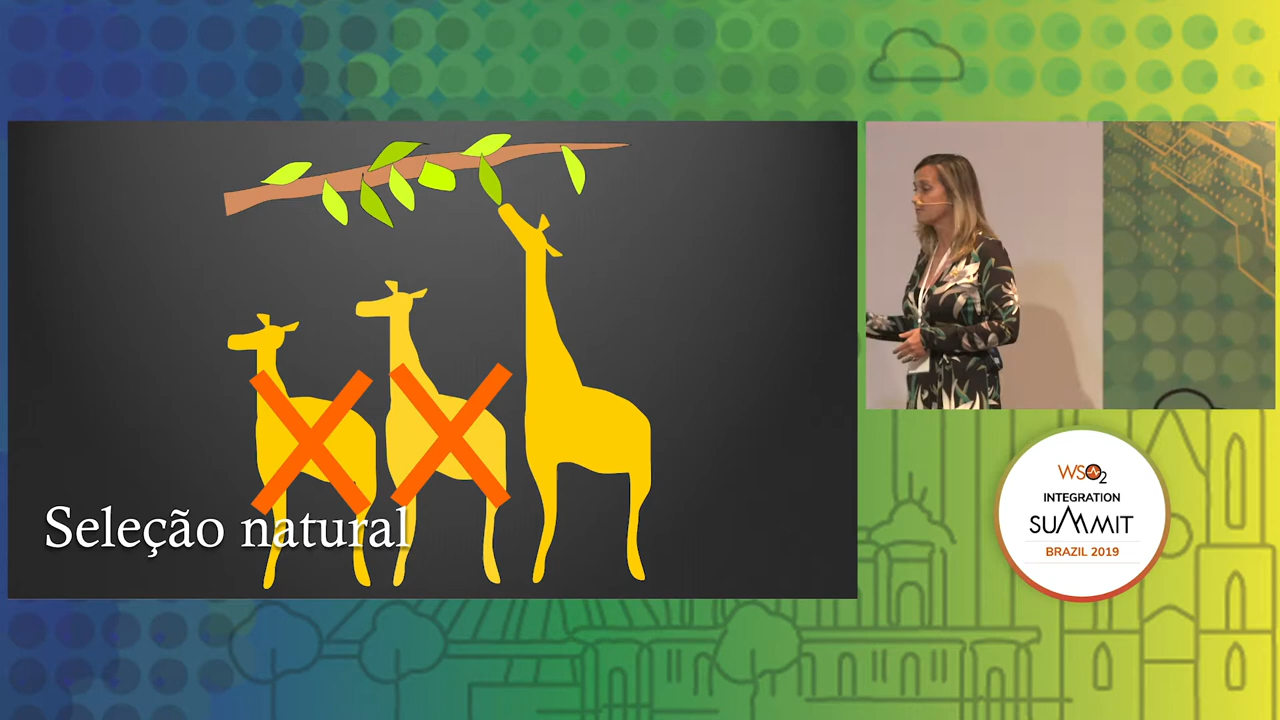 Seleção natural
WSO2
INTEGRATION
SUMMIT
BRAZIL 2019